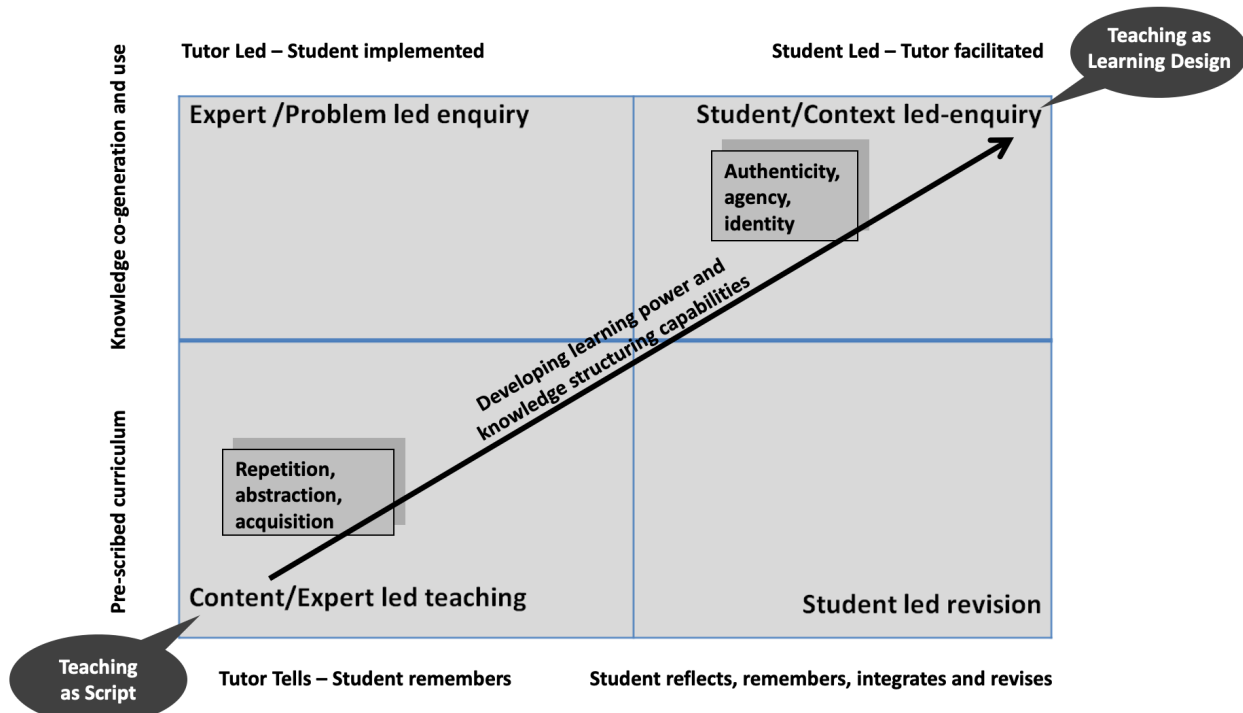 Teaching as
Learning Design
Tutor Led – Student implemented
Student Led – Tutor facilitated
Knowledge co-generation and use
Expert /Problem led enquiry
Student/Context led-enquiry
Authenticity,
agency,
identity
Developing learning power and
knowledge structuring capabilities
Pre-scribed curriculum
Repetition,
abstraction,
acquisition
Content/Expert led teaching
Student led revision
Teaching
as Script
Tutor Tells – Student remembers
Student reflects, remembers, integrates and revises